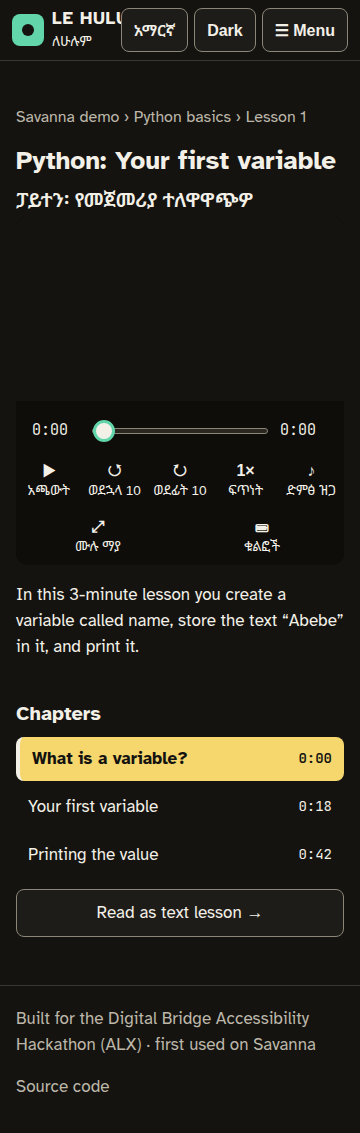 LE HULU
ለሁሉም
አማርኛ
Dark
☰ Menu
Savanna demo › Python basics › Lesson 1
Python: Your first variable
ፓይተን፡ የመጀመሪያ ተለዋዋጭዎ
0:00
0:00
አጫውት
ወደኋላ 10
ወደፊት 10
1×
ፍጥነት
ድምፅ ዝጋ
ሙሉ ማያ
ቁልፎች
In this 3-minute lesson you create a
variable called name, store the text “Abebe”
in it, and print it.
Chapters
What is a variable? 0:00
Your first variable 0:18
Printing the value 0:42
Read as text lesson →
Built for the Digital Bridge Accessibility
Hackathon (ALX) · first used on Savanna
Source code